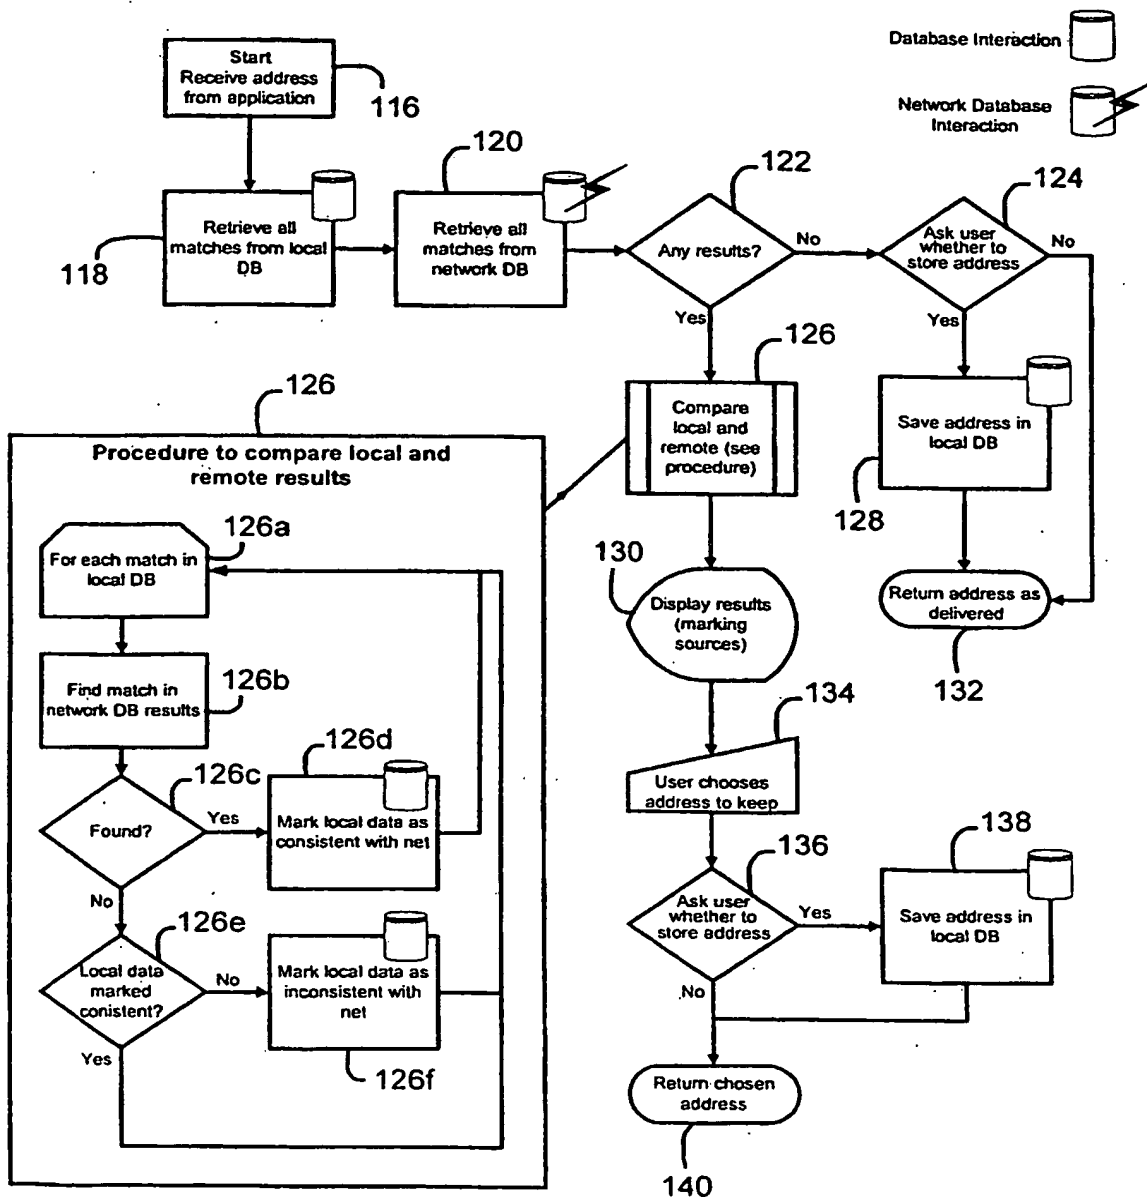 Database Interaction
Network Database
Interaction
Start
Receive address
from application
116
118
Retrieve all
matches from local
DB
120
Retrieve all
matches from
network DB
122
Any results?
No
Yes
124
Ask user
whether to
store address
No
Yes
126
Compare
local and
remote (see
procedure)
Save address in
local DB
128
Return address as
delivered
132
130
Display results
(marking
sources)
134
User chooses
address to keep
136
Ask user
whether to
store address
Yes
No
138
Save address in
local DB
Return chosen
address
140
126
Procedure to compare local and
remote results
126a
For each match in
local DB
Find match in
network DB results
126b
126c
Found?
Yes
No
126d
Mark local data as
consistent with net
126e
Local data
marked
conistent?
No
Yes
Mark local data as
inconsistent with
net
126f